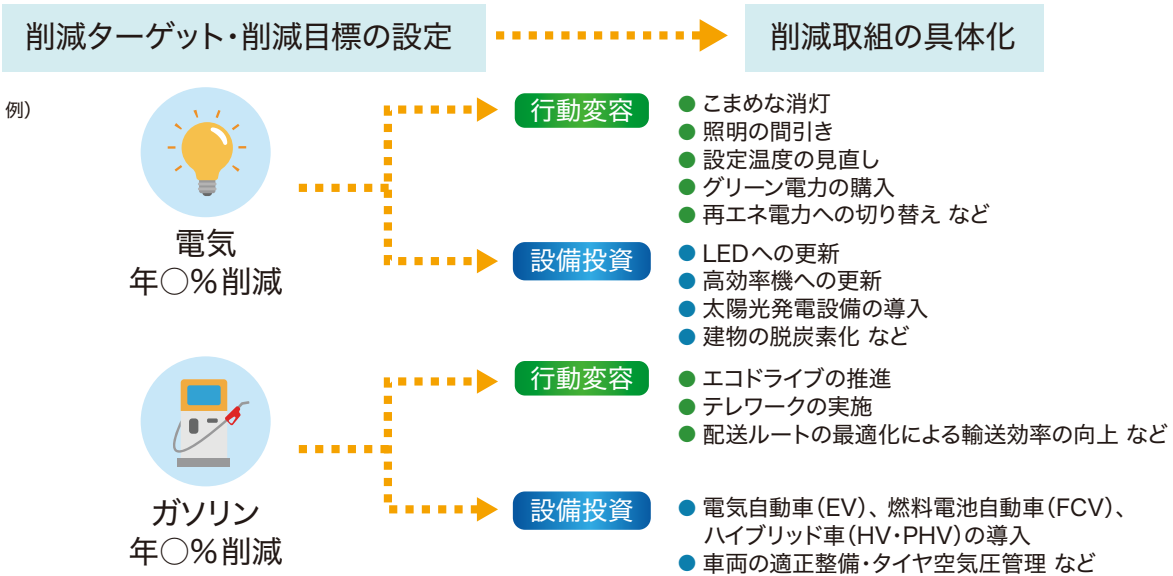 削減ターゲット・削減目標の設定
削減取組の具体化
例）
電気
年○％削減
行動変容
● こまめな消灯
● 照明の間引き
● 設定温度の見直し
● グリーン電力の購入
● 再エネ電力への切り替え など
設備投資
● LEDへの更新
● 高効率機への更新
● 太陽光発電設備の導入
● 建物の脱炭素化 など
ガソリン
年○％削減
行動変容
● エコドライブの推進
● テレワークの実施
● 配送ルートの最適化による輸送効率の向上 など
設備投資
● 電気自動車（EV）、燃料電池自動車（FCV）、
ハイブリッド車（HV・PHV）の導入
● 車両の適正整備・タイヤ空気圧管理 など